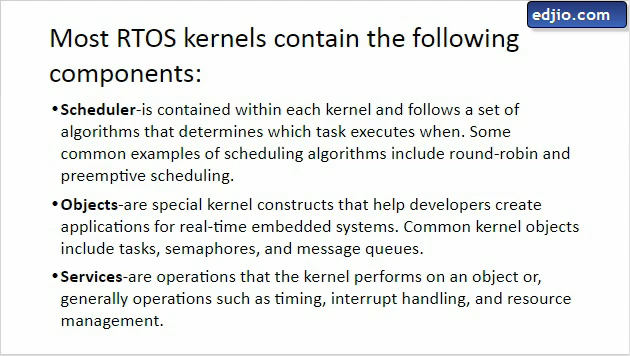 edjio.com
Most RTOS kernels contain the following
components:
•Scheduler-is contained within each kernel and follows a set of
algorithms that determines which task executes when. Some
common examples of scheduling algorithms include round-robin and
preemptive scheduling.
•Objects-are special kernel constructs that help developers create
applications for real-time embedded systems. Common kernel objects
include tasks, semaphores, and message queues.
•Services-are operations that the kernel performs on an object or,
generally operations such as timing, interrupt handling, and resource
management.